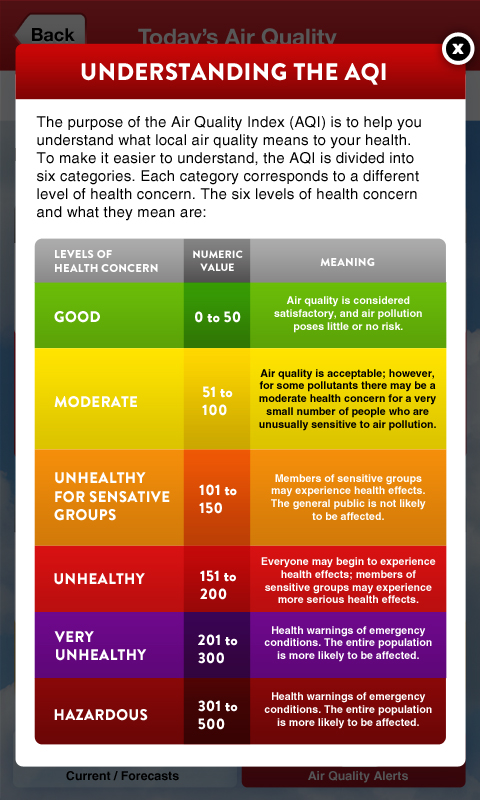 Back
Today's Air Quality
x
UNDERSTANDING THE AQI
The purpose of the Air Quality Index (AQI) is to help you
understand what local air quality means to your health.
To make it easier to understand, the AQI is divided into
six categories. Each category corresponds to a different
level of health concern. The six levels of health concern
and what they mean are:
LEVELS OF
HEALTH CONCERN
NUMERIC
VALUE
MEANING
GOOD
0 to 50
Air quality is considered
satisfactory, and air pollution
poses little or no risk.
MODERATE
51 to
100
Air quality is acceptable; however,
for some pollutants there may be a
moderate health concern for a very
small number of people who are
unusually sensitive to air pollution.
UNHEALTHY
FOR SENSATIVE
GROUPS
101 to
150
Members of sensitive groups
may experience health effects.
The general public is not likely
to be affected.
UNHEALTHY
151 to
200
Everyone may begin to experience
health effects; members of
sensitive groups may experience
more serious health effects.
VERY
UNHEALTHY
201 to
300
Health warnings of emergency
conditions. The entire population
is more likely to be affected.
HAZARDOUS
301 to
500
Health warnings of emergency
conditions. The entire population
is more likely to be affected.
Current / Forecasts
Air Quality Alerts